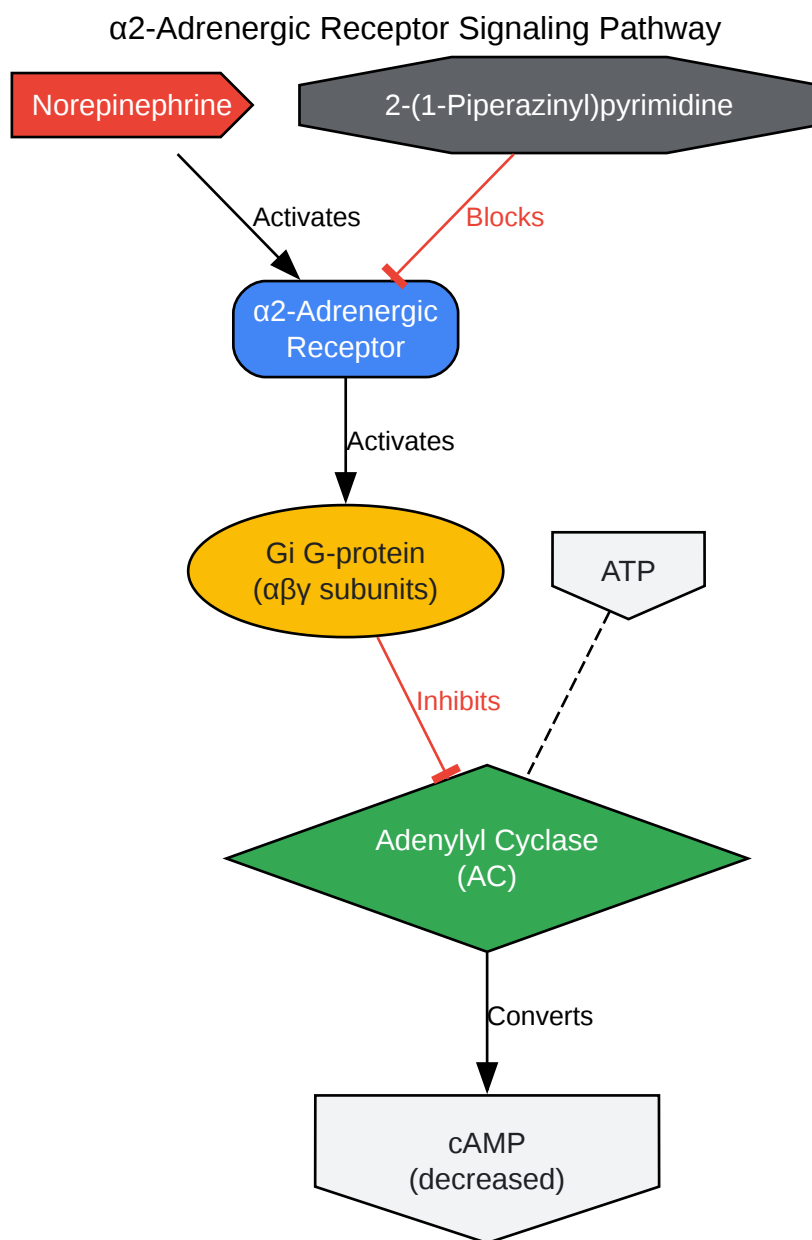 α2-Adrenergic Receptor Signaling Pathway
Norepinephrine
2-(1-Piperazinyl)pyrimidine
Activates
Blocks
α2-Adrenergic
Receptor
Activates
Gi G-protein
(αβγ subunits)
ATP
Inhibits
Adenylyl Cyclase
(AC)
Converts
cAMP
(decreased)